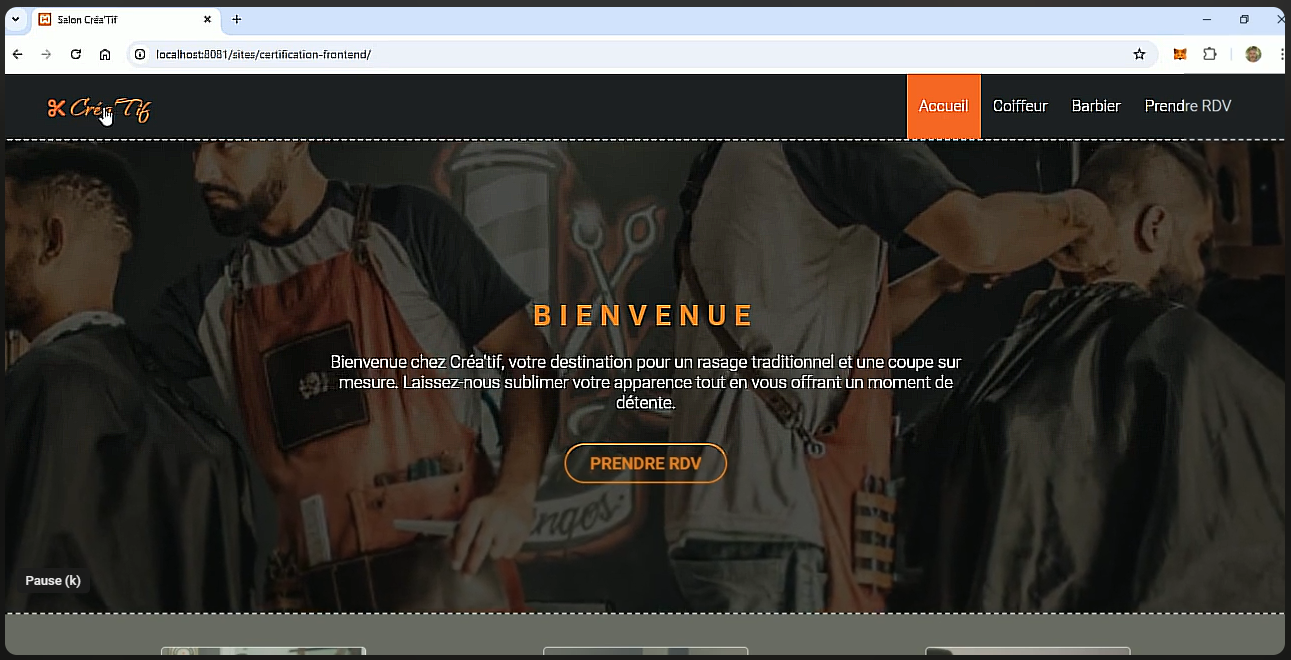 Salon Créa'Tif
localhost:8081/sites/certification-frontend/
Créa'Tif
Accueil
Coiffeur
Barbier
Prendre RDV
BIENVENUE
Bienvenue chez Créa'tif, votre destination pour un rasage traditionnel et une coupe sur
mesure. Laissez-nous sublimer votre apparence tout en vous offrant un moment de
détente.
PRENDRE RDV
Pause (k)